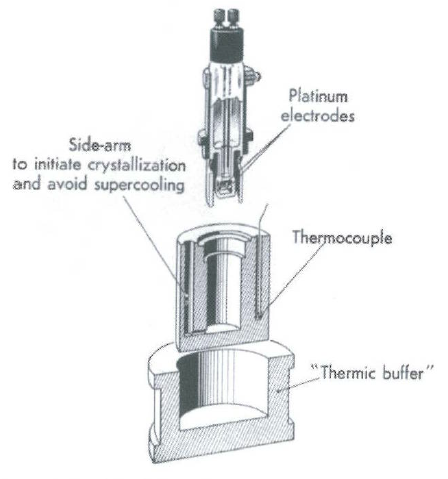 Platinum
electrodes
Side-arm
to initiate crystallization
and avoid supercooling
Thermocouple
"Thermic buffer"